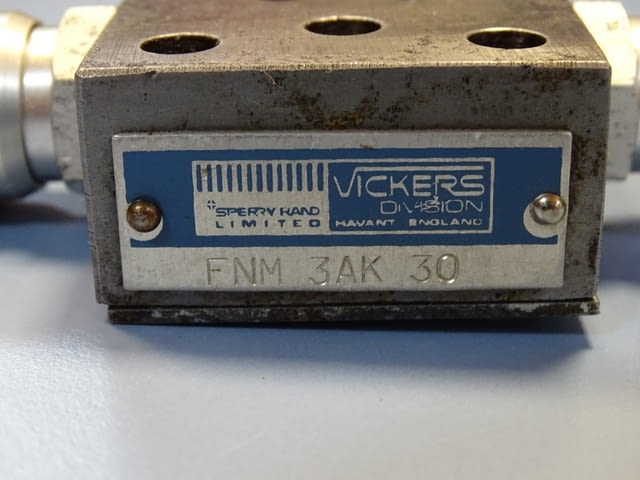 SPERRY RAND
LIMITED
VICKERS
DIVISION
HAVANT ENGLAND
FNM 3AK 30